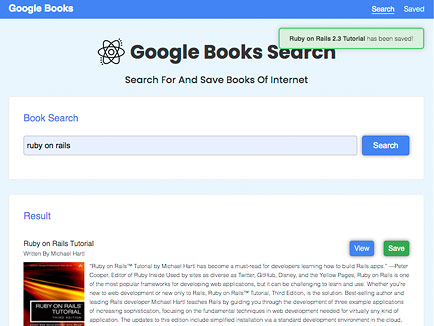 Google Books
Search
Saved
Ruby on Rails 2.3 Tutorial has been saved!
Google Books Search
Search For And Save Books Of Internet
Book Search
ruby on rails
Search
Result
Ruby on Rails Tutorial
View
Save
Written By Michael Hartl
"Ruby on Rails™ Tutorial by Michael Hartl has become a must-read for developers learning how to build Rails apps." —Peter
Cooper, Editor of Ruby Inside Used by sites as diverse as Twitter, GitHub, Disney, and the Yellow Pages, Ruby on Rails is one
of the most popular frameworks for developing web applications, but it can be challenging to learn and use. Whether you're
new to web development or new only to Rails, Ruby on Rails™ Tutorial, Third Edition, is the solution. Best-selling author and
leading Rails developer Michael Hartl teaches Rails by guiding you through the development of three example applications
of increasing sophistication, focusing on the fundamental techniques in web development needed for virtually any kind of
application. The updates to this edition include simplified installation via a standard development environment in the cloud,
RUBY ON RAILS
TUTORIAL
THIRD EDITION